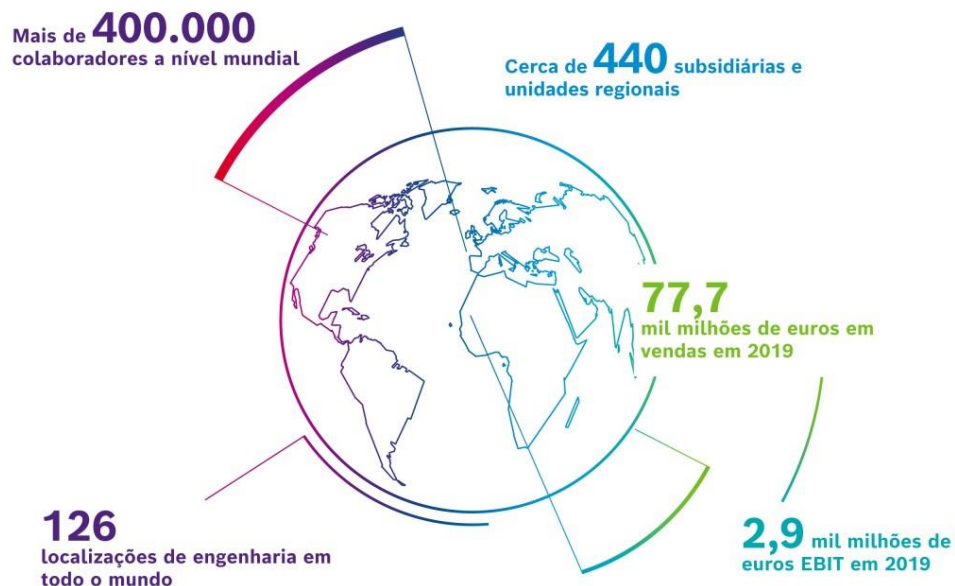 Mais de 400.000
colaboradores a nível mundial
Cerca de 440 subsidiárias e
unidades regionais
77,7
mil milhões de euros em
vendas em 2019
126
localizações de engenharia em
todo o mundo
2,9 mil milhões de
euros EBIT em 2019